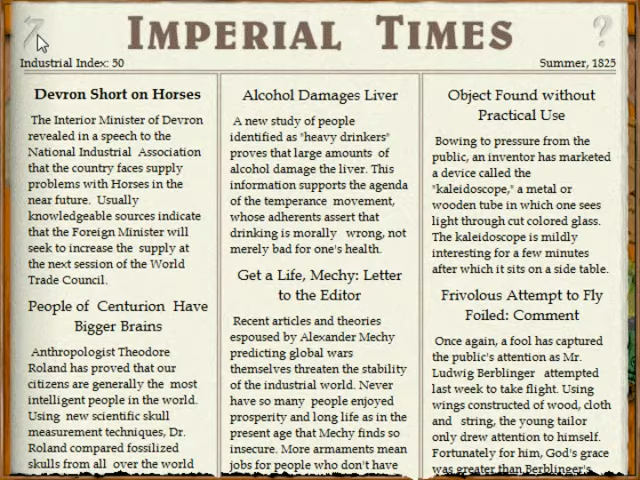 IMPERIAL TIMES
Industrial Index: 50
Summer, 1825
Devron Short on Horses
The Interior Minister of Devron
revealed in a speech to the
National Industrial Association
that the country faces supply
problems with Horses in the
near future. Usually
knowledgeable sources indicate
that the Foreign Minister will
seek to increase the supply at
the next session of the World
Trade Council.
People of Centurion Have
Bigger Brains
Anthropologist Theodore
Roland has proved that our
citizens are generally the most
intelligent people in the world.
Using new scientific skull
measurement techniques, Dr.
Roland compared fossilized
skulls from all over the world
Alcohol Damages Liver
A new study of people
identified as "heavy drinkers"
proves that large amounts of
alcohol damage the liver. This
information supports the agenda
of the temperance movement,
whose adherents assert that
drinking is morally wrong, not
merely bad for one's health.
Get a Life, Mechy: Letter
to the Editor
Recent articles and theories
espoused by Alexander Mechy
predicting global wars
themselves threaten the stability
of the industrial world. Never
have so many people enjoyed
prosperity and long life as in the
present age that Mechy finds so
insecure. More armaments mean
jobs for people who don't have
Object Found without
Practical Use
Bowing to pressure from the
public, an inventor has marketed
a device called the
"kaleidoscope," a metal or
wooden tube in which one sees
light through cut colored glass.
The kaleidoscope is mildly
interesting for a few minutes
after which it sits on a side table.
Frivolous Attempt to Fly
Foiled: Comment
Once again, a fool has captured
the public's attention as Mr.
Ludwig Berblinger attempted
last week to take flight. Using
wings constructed of wood, cloth
and string, the young tailor
only drew attention to himself.
Fortunately for him, God's grace
was greater than Berblinger's